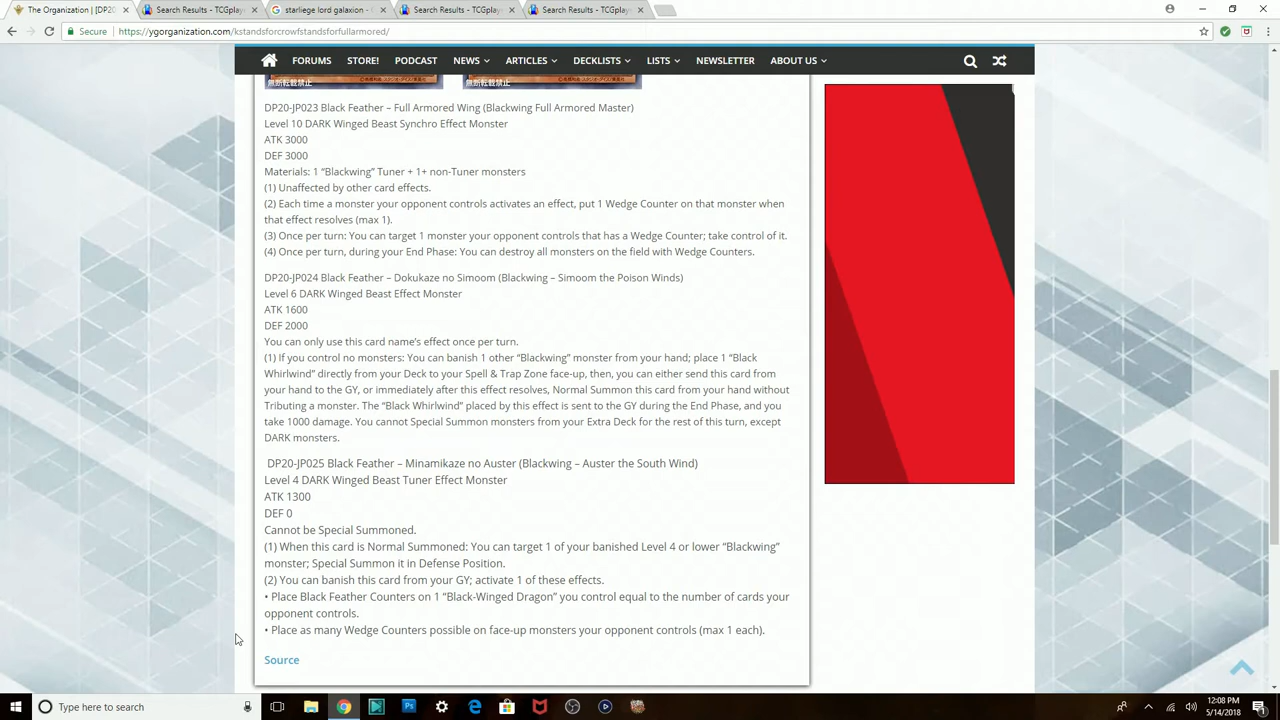 The Organization | [DP20
Search Results - TCGplay
starliege lord galaxion -
Search Results - TCGplay
Search Results - TCGplay
Secure | https://ygorganization.com/kstandsforcrowfstandsforfullarmored/
FORUMS STORE! PODCAST NEWS ARTICLES DECKLISTS LISTS NEWSLETTER ABOUT US
無断転載禁止
無断転載禁止
DP20-JP023 Black Feather – Full Armored Wing (Blackwing Full Armored Master)
Level 10 DARK Winged Beast Synchro Effect Monster
ATK 3000
DEF 3000
Materials: 1 “Blackwing” Tuner + 1+ non-Tuner monsters
(1) Unaffected by other card effects.
(2) Each time a monster your opponent controls activates an effect, put 1 Wedge Counter on that monster when
that effect resolves (max 1).
(3) Once per turn: You can target 1 monster your opponent controls that has a Wedge Counter; take control of it.
(4) Once per turn, during your End Phase: You can destroy all monsters on the field with Wedge Counters.
DP20-JP024 Black Feather – Dokukaze no Simoom (Blackwing – Simoom the Poison Winds)
Level 6 DARK Winged Beast Effect Monster
ATK 1600
DEF 2000
You can only use this card name’s effect once per turn.
(1) If you control no monsters: You can banish 1 other “Blackwing” monster from your hand; place 1 “Black
Whirlwind” directly from your Deck to your Spell & Trap Zone face-up, then, you can either send this card from
your hand to the GY, or immediately after this effect resolves, Normal Summon this card from your hand without
Tributing a monster. The “Black Whirlwind” placed by this effect is sent to the GY during the End Phase, and you
take 1000 damage. You cannot Special Summon monsters from your Extra Deck for the rest of this turn, except
DARK monsters.
DP20-JP025 Black Feather – Minamikaze no Auster (Blackwing – Auster the South Wind)
Level 4 DARK Winged Beast Tuner Effect Monster
ATK 1300
DEF 0
Cannot be Special Summoned.
(1) When this card is Normal Summoned: You can target 1 of your banished Level 4 or lower “Blackwing”
monster; Special Summon it in Defense Position.
(2) You can banish this card from your GY; activate 1 of these effects.
• Place Black Feather Counters on 1 “Black-Winged Dragon” you control equal to the number of cards your
opponent controls.
• Place as many Wedge Counters possible on face-up monsters your opponent controls (max 1 each).
Source
Type here to search
12:08 PM
5/14/2018